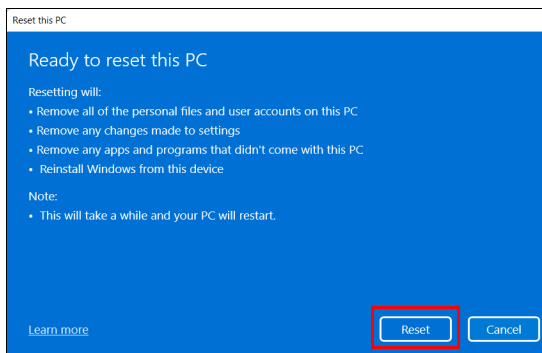 Reset this PC
Ready to reset this PC
Resetting will:
• Remove all of the personal files and user accounts on this PC
• Remove any changes made to settings
• Remove any apps and programs that didn't come with this PC
• Reinstall Windows from this device
Note:
• This will take a while and your PC will restart.
Learn more
Reset
Cancel